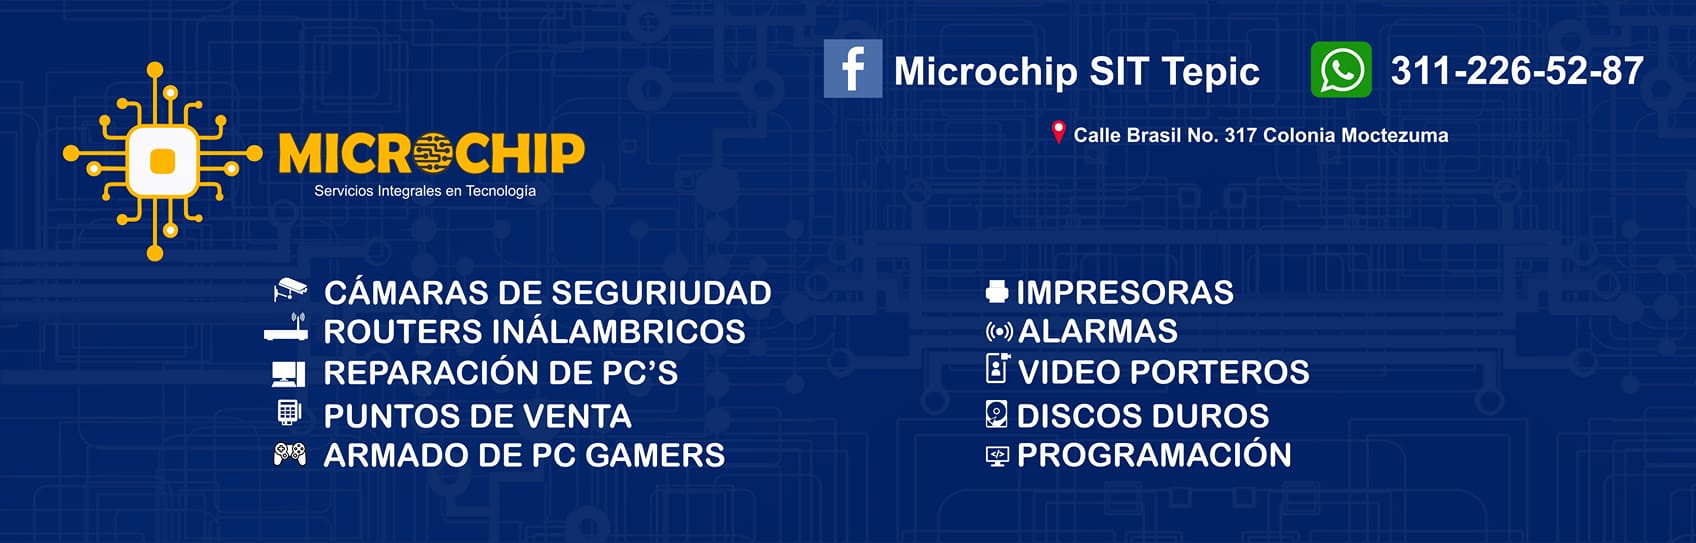 Microchip SIT Tepic
311-226-52-87
Calle Brasil No. 317 Colonia Moctezuma
MICROCHIP
Servicios Integrales en Tecnología
CÁMARAS DE SEGURIUDAD
ROUTERS INÁLAMBRICOS
REPARACIÓN DE PC’S
PUNTOS DE VENTA
ARMADO DE PC GAMERS
IMPRESORAS
ALARMAS
VIDEO PORTEROS
DISCOS DUROS
PROGRAMACIÓN